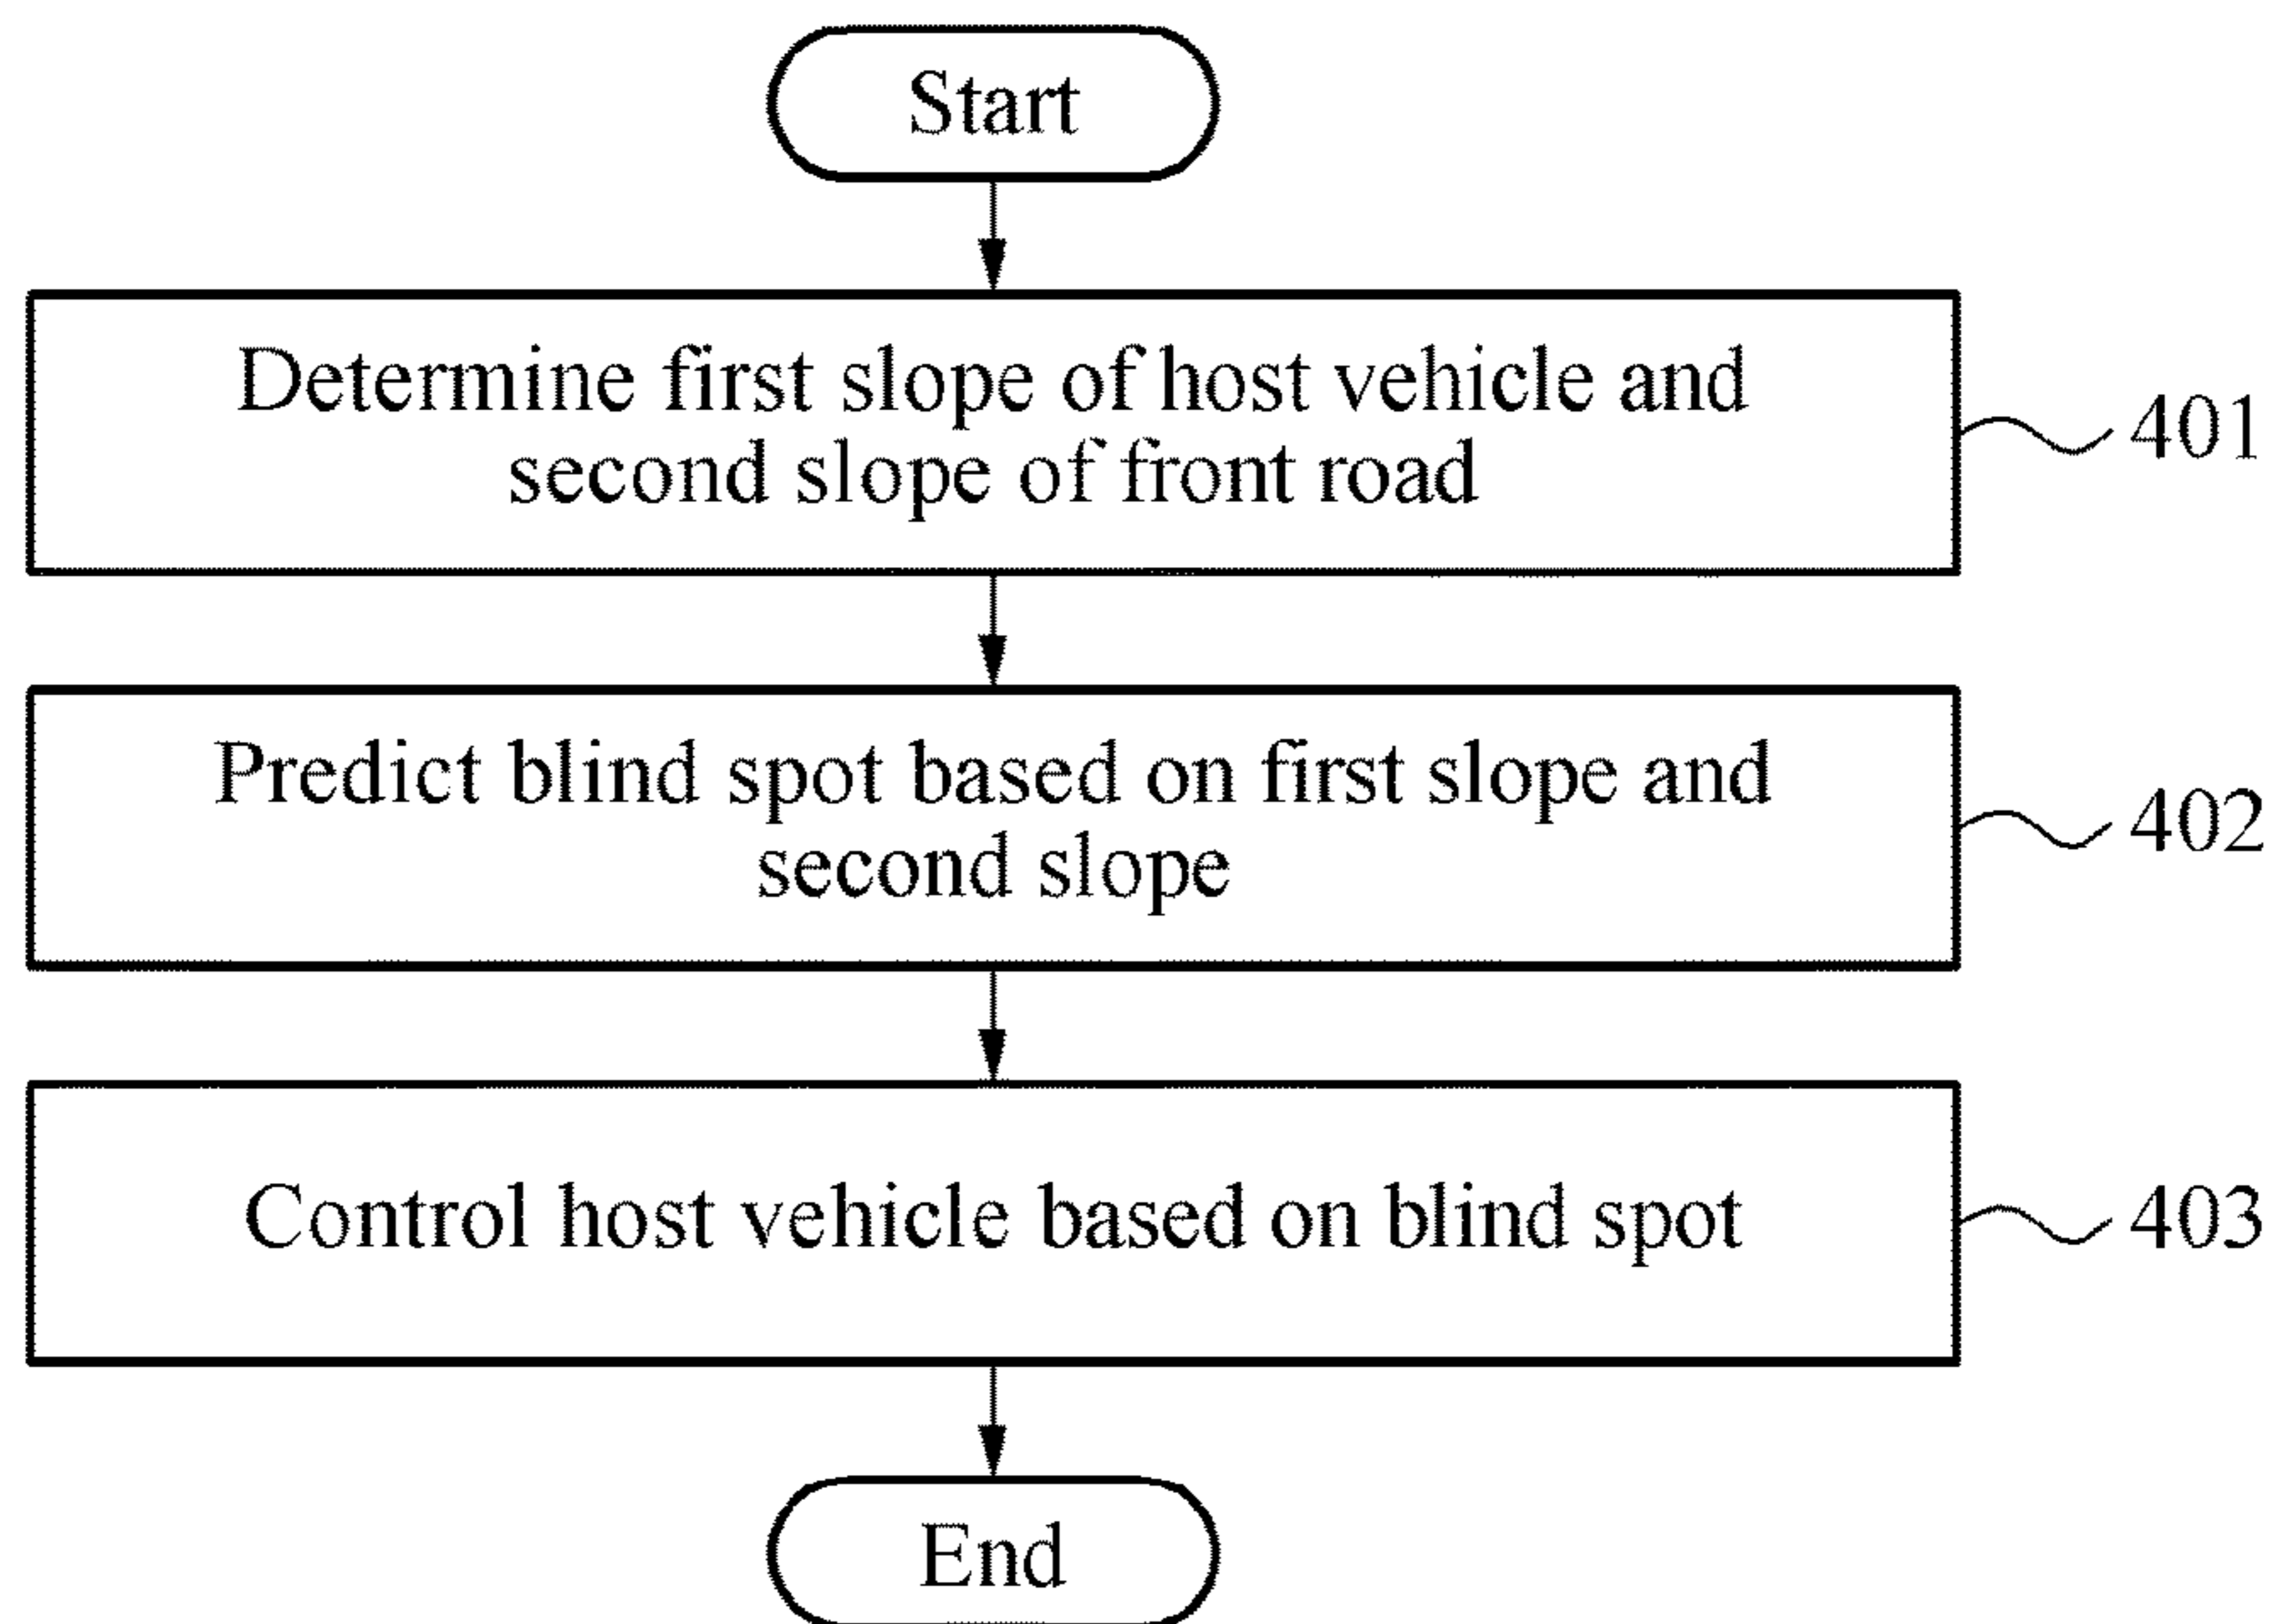 Start
Determine first slope of host vehicle and
second slope of front road
401
Predict blind spot based on first slope and
second slope
402
Control host vehicle based on blind spot
403
End